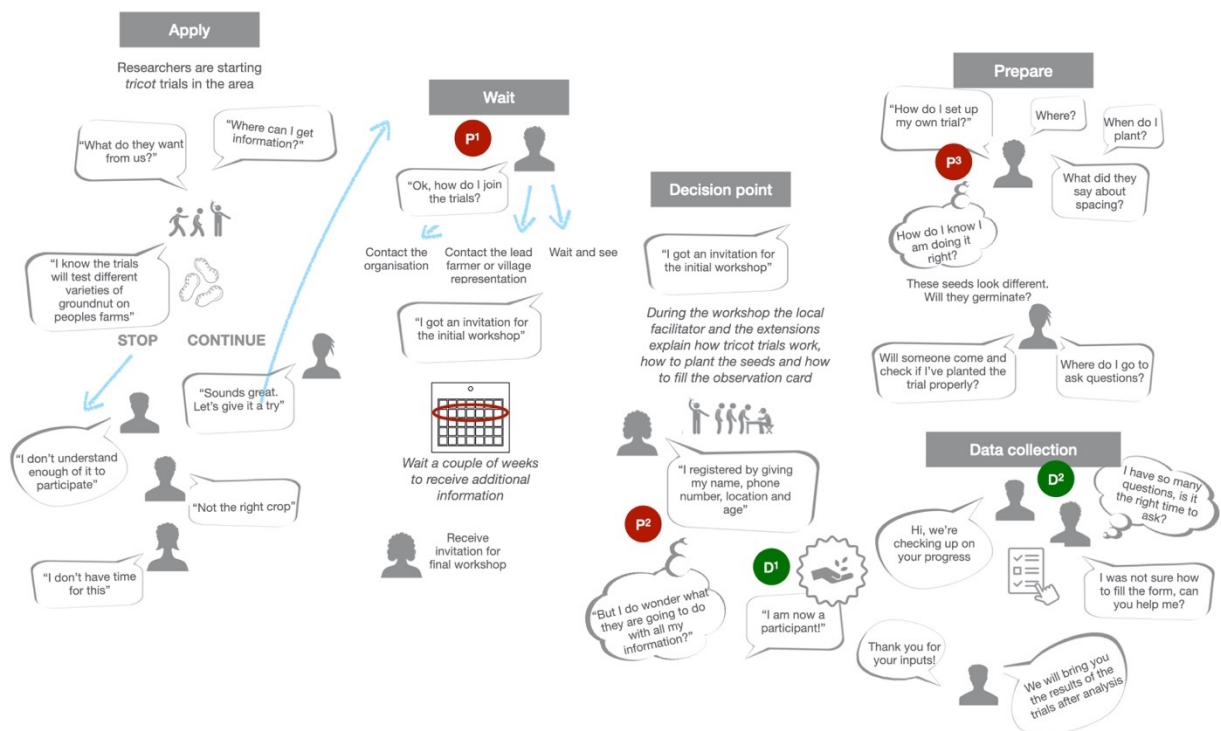 Apply
Researchers are starting
tricot trials in the area
“What do they want
from us?”
“Where can I get
information?”
“I know the trials
will test different
varieties of
groundnut on
peoples farms”
STOP
CONTINUE
“Sounds great.
Let’s give it a try”
“I don’t understand
enough of it to
participate”
“Not the right crop”
“I don’t have time
for this”
Wait
P1
“Ok, how do I join
the trials?
Contact the
organisation
Contact the lead
farmer or village
representation
Wait and see
“I got an invitation for
the initial workshop”
Wait a couple of weeks
to receive additional
information
Receive
invitation for
final workshop
Decision point
“I got an invitation for
the initial workshop”
During the workshop the local
facilitator and the extensions
explain how tricot trials work,
how to plant the seeds and how
to fill the observation card
“I registered by giving
my name, phone
number, location and
age”
P2
“But I do wonder what
they are going to do
with all my
information?”
D1
“I am now a
participant!”
Prepare
“How do I set up
my own trial?”
Where?
When do I
plant?
P3
What did they
say about
spacing?
How do I know I
am doing it
right?
These seeds look different.
Will they germinate?
Will someone come and
check if I’ve planted the
trial properly?
Where do I go to
ask questions?
Data collection
D2
I have so many
questions, is it
the right time to
ask?
Hi, we’re
checking up on
your progress
I was not sure how
to fill the form, can
you help me?
Thank you for
your inputs!
We will bring you
the results of the
trials after analysis